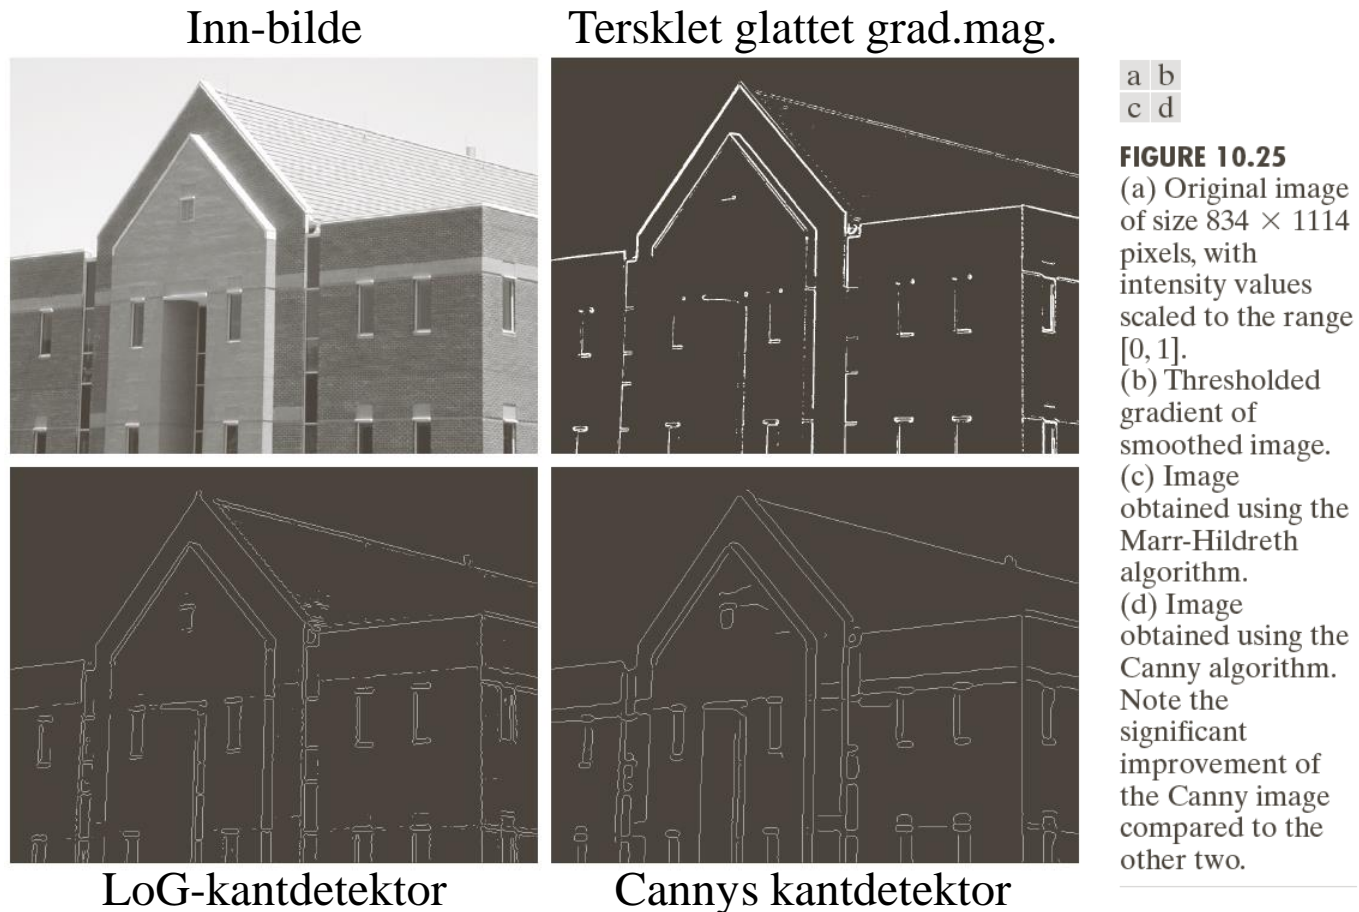 Inn-bilde
Tersklet glattet grad.mag.
a b
c d
FIGURE 10.25
(a) Original image
of size 834 × 1114
pixels, with
intensity values
scaled to the range
[0, 1].
(b) Thresholded
gradient of
smoothed image.
(c) Image
obtained using the
Marr-Hildreth
algorithm.
(d) Image
obtained using the
Canny algorithm.
Note the
significant
improvement of
the Canny image
compared to the
other two.
LoG-kantdetektor
Cannys kantdetektor